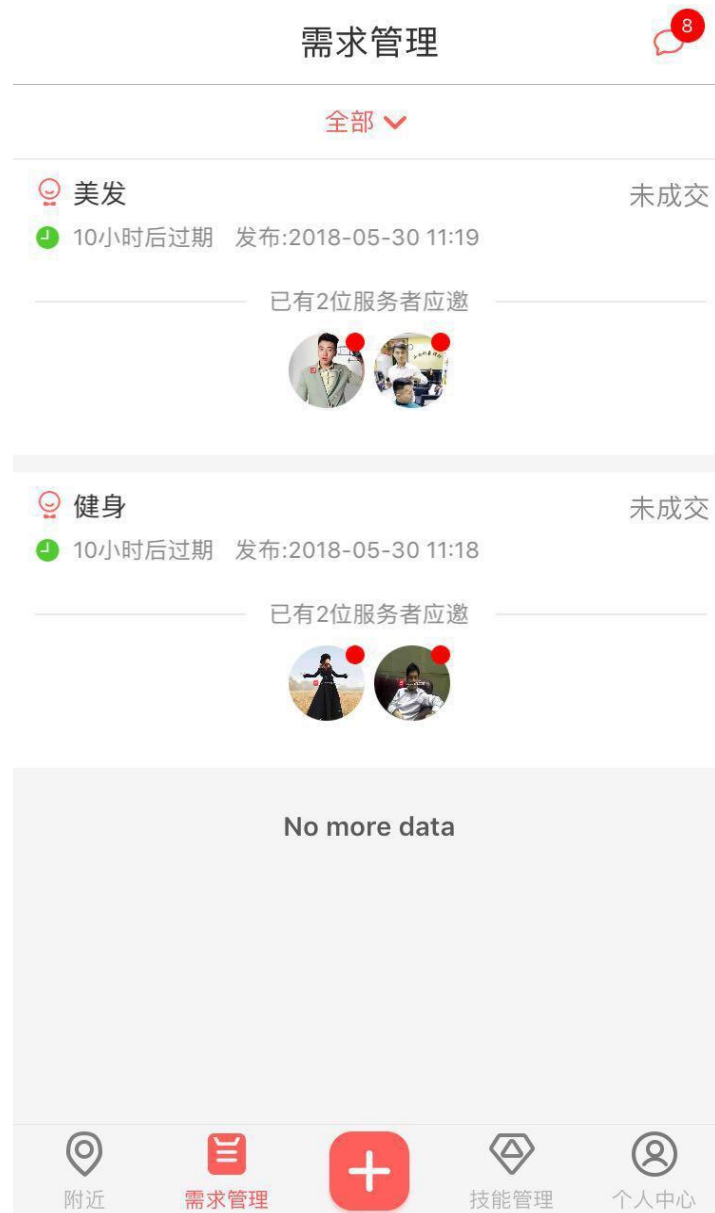 需求管理
8
全部
美发
未成交
10小时后过期 发布:2018-05-30 11:19
已有2位服务者应邀
健身
未成交
10小时后过期 发布:2018-05-30 11:18
已有2位服务者应邀
No more data
附近
需求管理
技能管理
个人中心